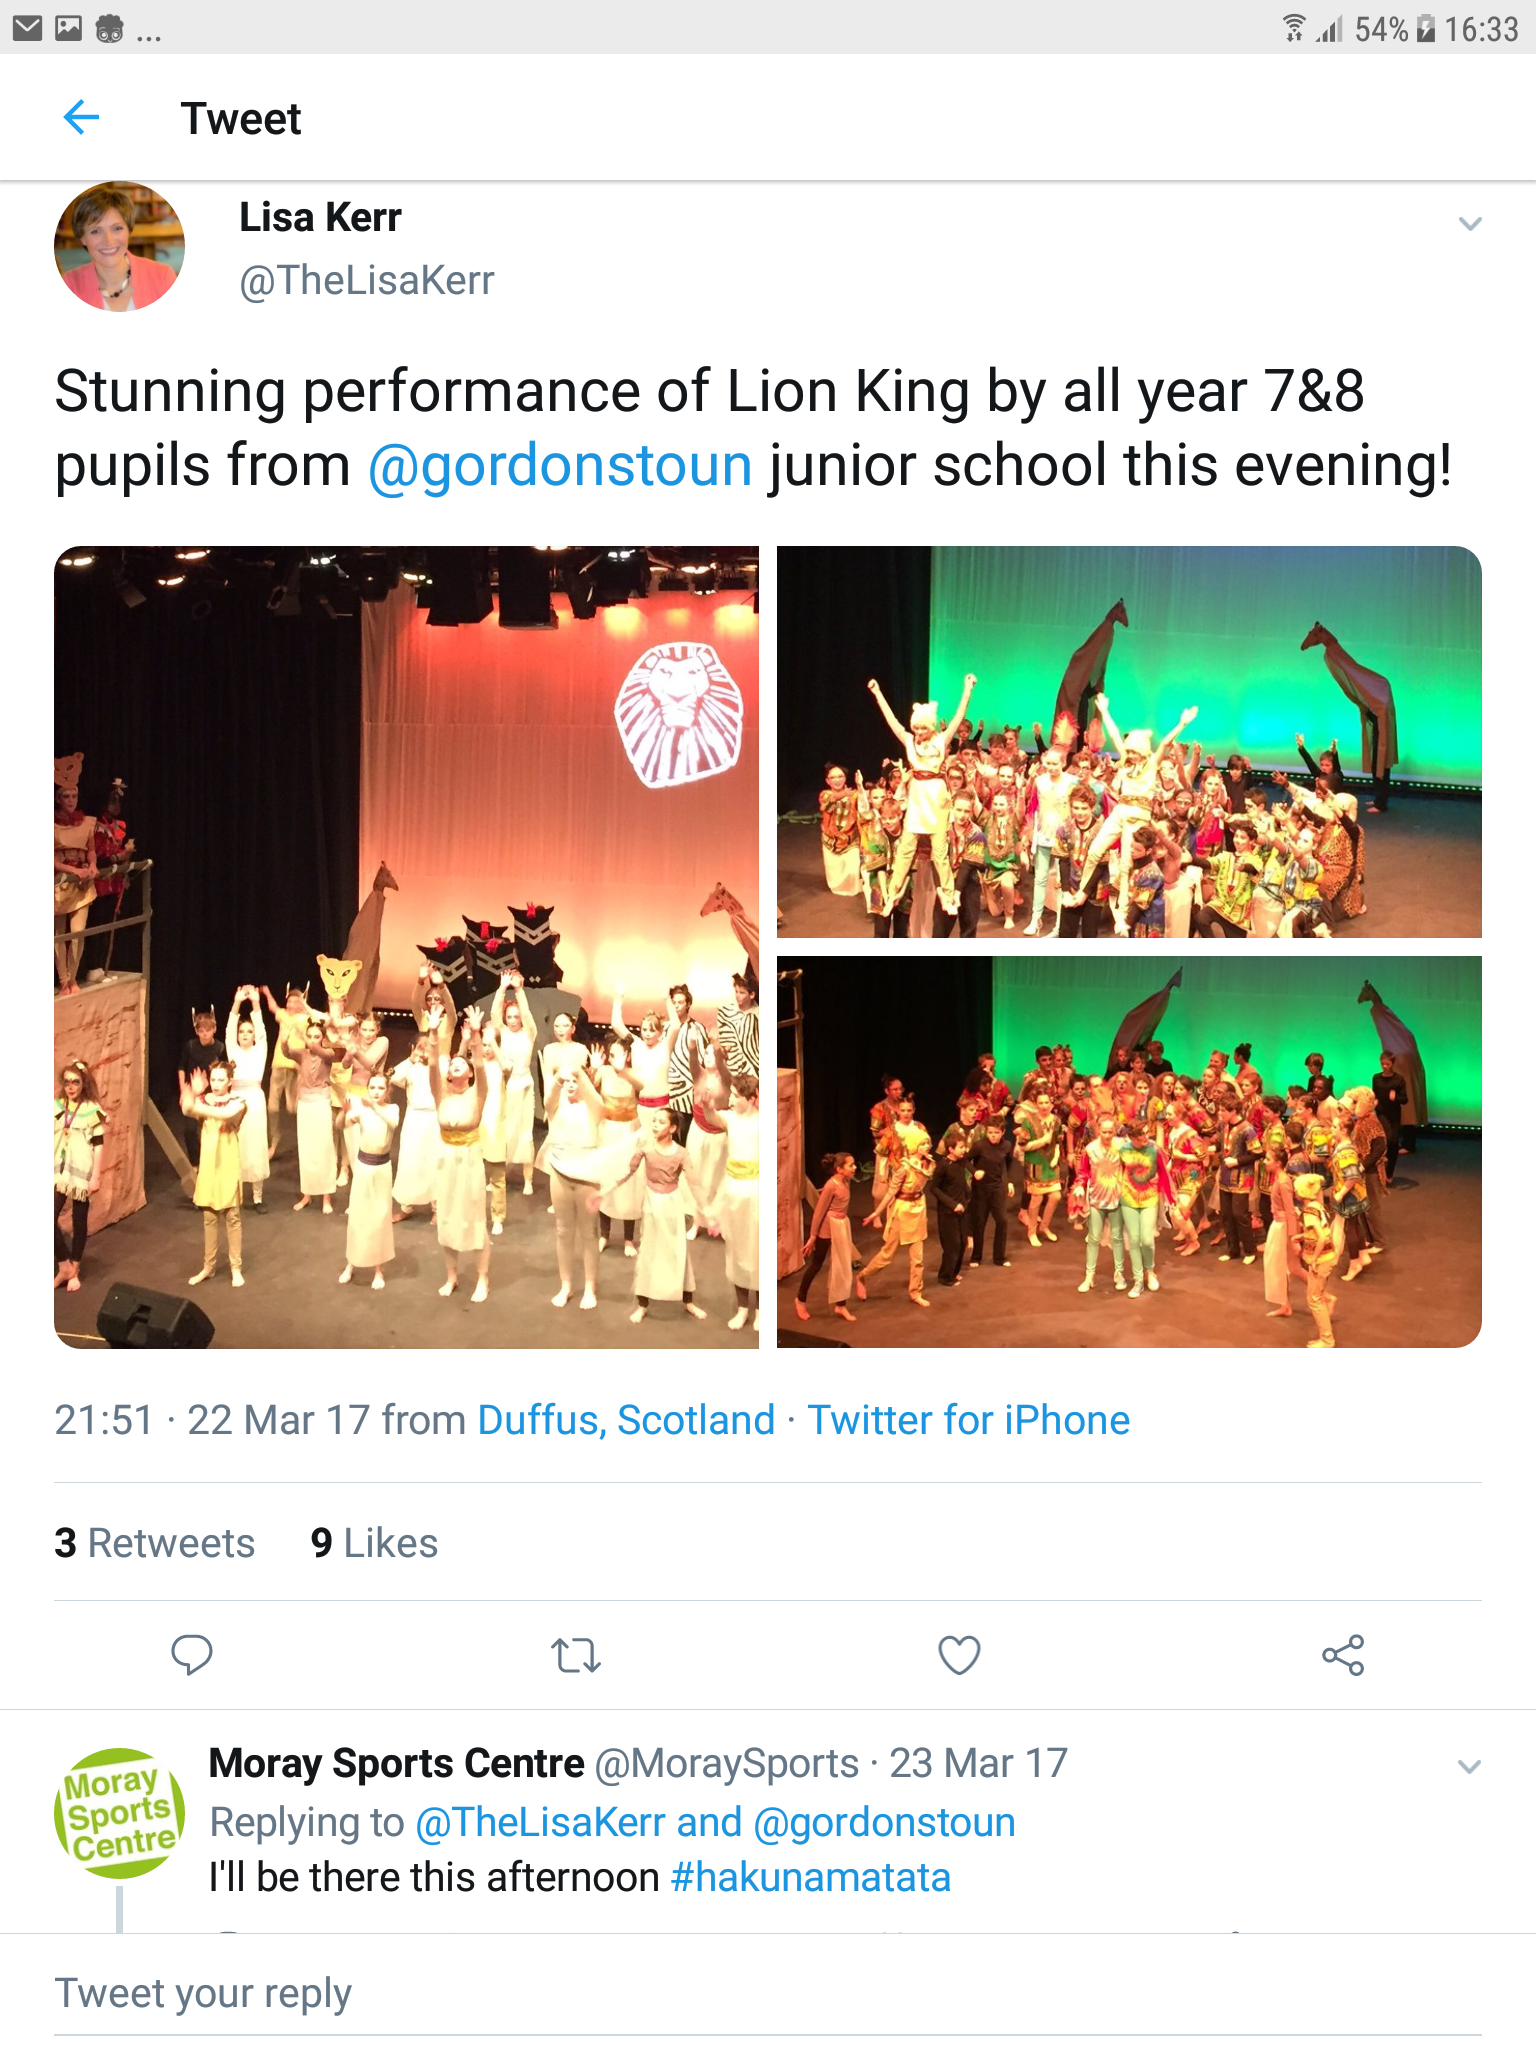 ... 54% 16:33
Tweet
Lisa Kerr
@TheLisaKerr
Stunning performance of Lion King by all year 7&8
pupils from @gordonstoun junior school this evening!
21:51 · 22 Mar 17 from Duffus, Scotland · Twitter for iPhone
3 Retweets 9 Likes
Moray
Sports
Centre
Moray Sports Centre @MoraySports · 23 Mar 17
Replying to @TheLisaKerr and @gordonstoun
I'll be there this afternoon #hakunamatata
Tweet your reply